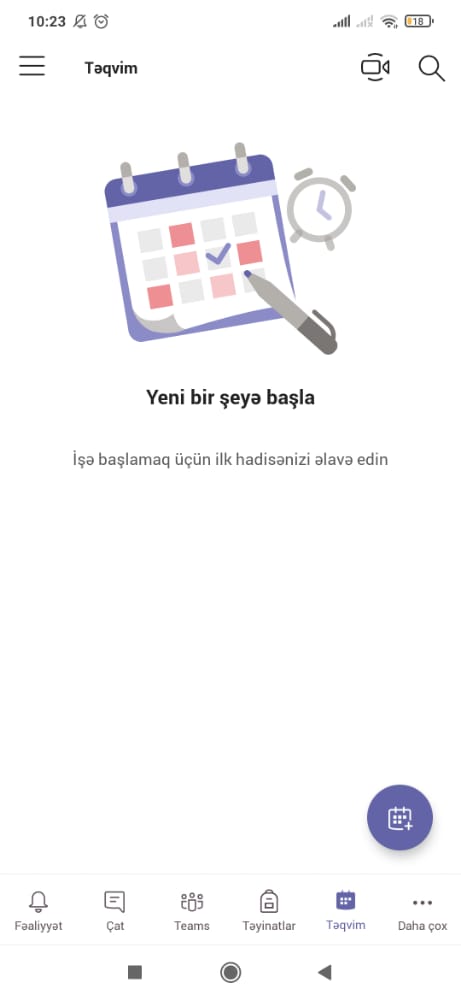 10:23
18
Təqvim
Yeni bir şeyə başla
İşə başlamaq üçün ilk hadisənizi əlavə edin
Fəaliyyət
Çat
Teams
Təyinatlar
Təqvim
Daha çox